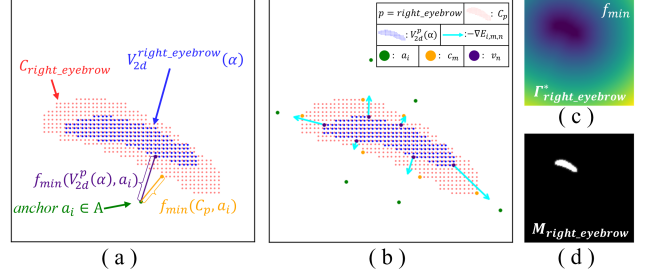 C_right_eyebrow
V_2d^right_eyebrow(α)
f_min(V_2d^p(α), a_i)
anchor a_i ∈ A
f_min(C_p, a_i)
(a)
p = right_eyebrow : C_p
: V_2d^p(α) : −∇E_i,m,n
: a_i : c_m : v_n
(b)
f_min
Γ*_right_eyebrow
(c)
M_right_eyebrow
(d)